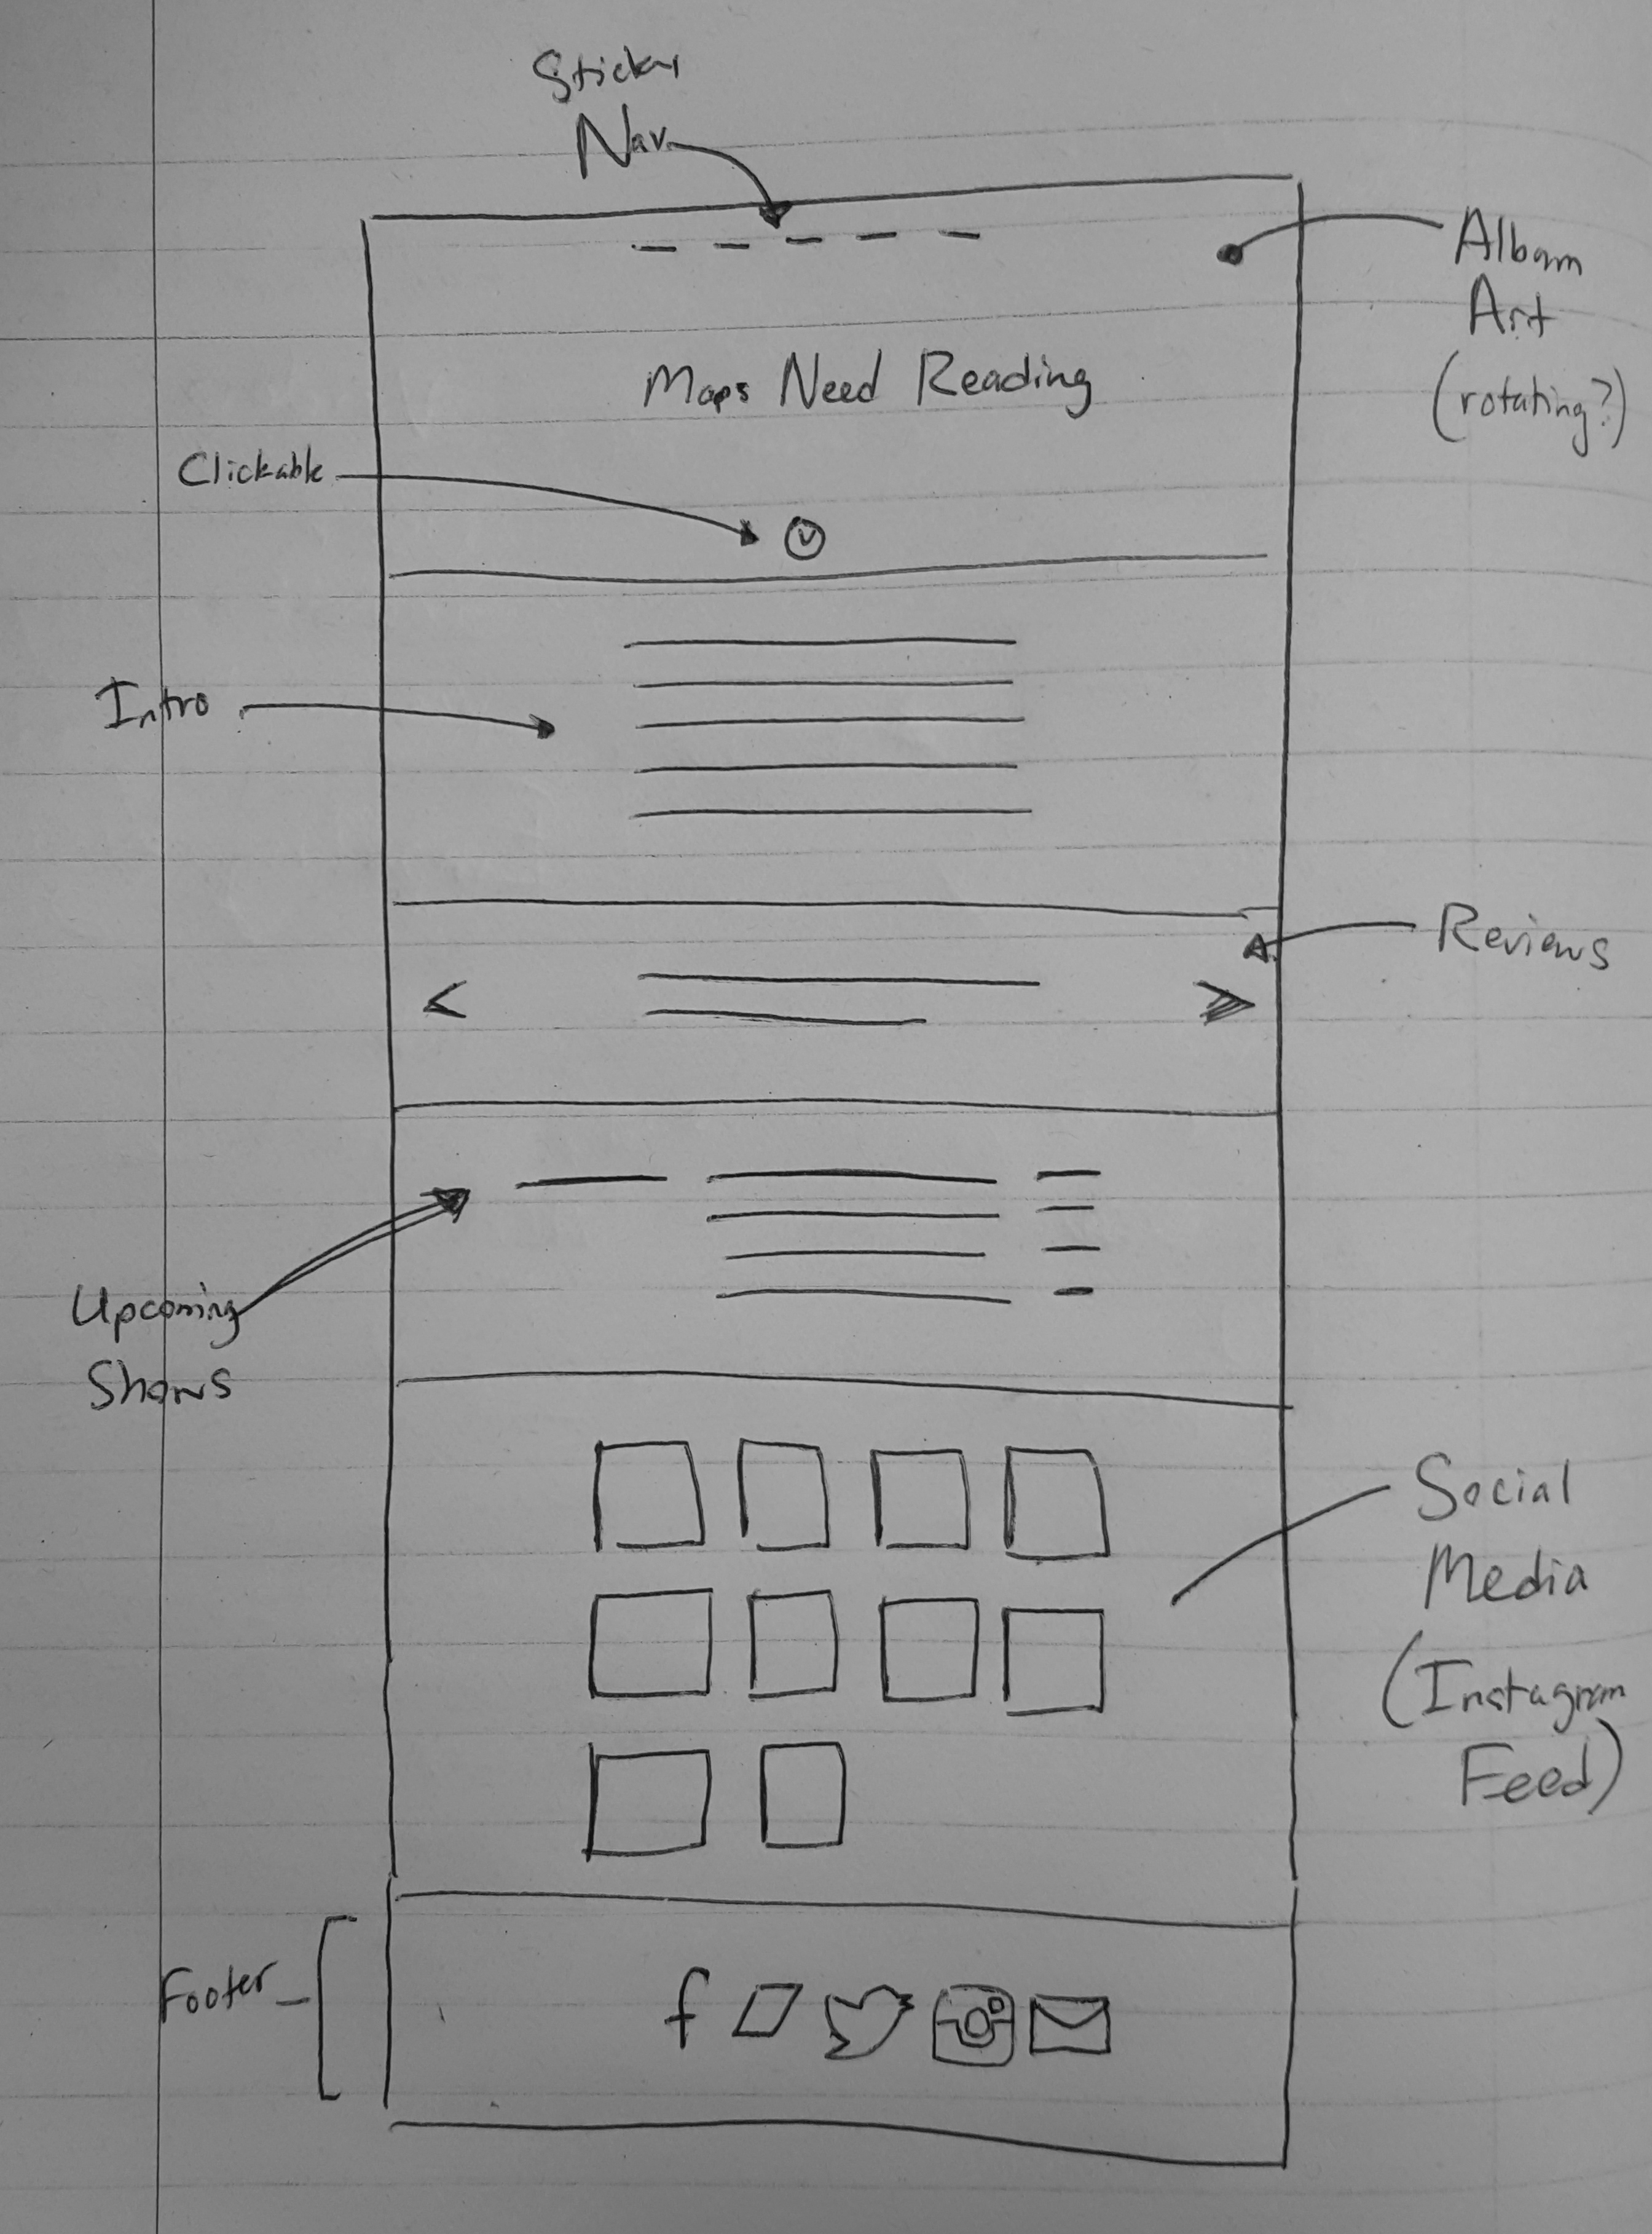 Sticky
Nav
Album
Art
(rotating?)
Maps Need Reading
Clickable
Intro
Reviews
Upcoming
Shows
Social
Media
(Instagram
Feed)
Footer
f